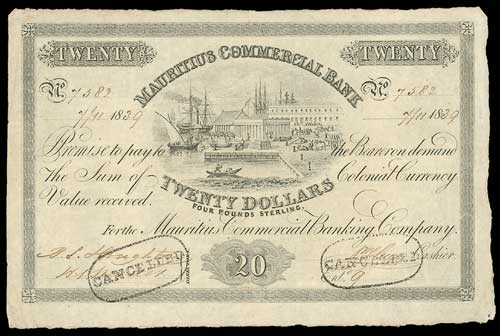 TWENTY TWENTY
MAURITIUS COMMERCIAL BANK
No. 7582 No. 7582
7/11 1839 7/11 1839
Promise to pay to the Bearer on demand
the Sum of Colonial Currency
TWENTY DOLLARS
FOUR POUNDS STERLING.
Value received.
For the Mauritius Commercial Banking Company.
CANCELLED CANCELLED Cashier.
20